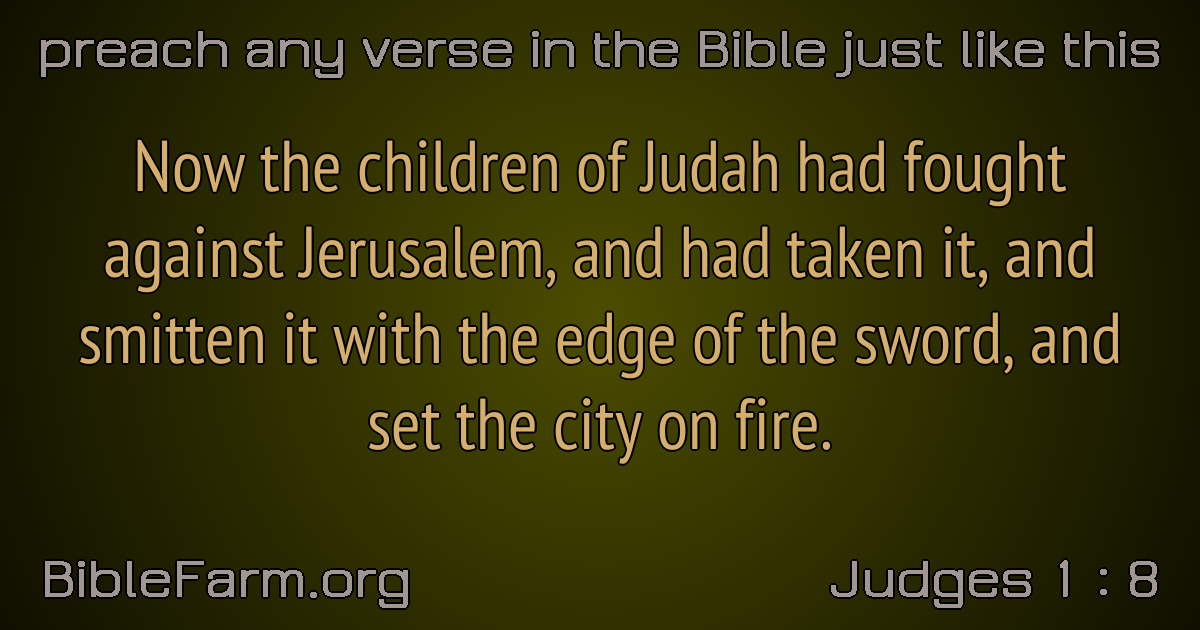 preach any verse in the Bible just like this
Now the children of Judah had fought
against Jerusalem, and had taken it, and
smitten it with the edge of the sword, and
set the city on fire.
BibleFarm.org
Judges 1 : 8